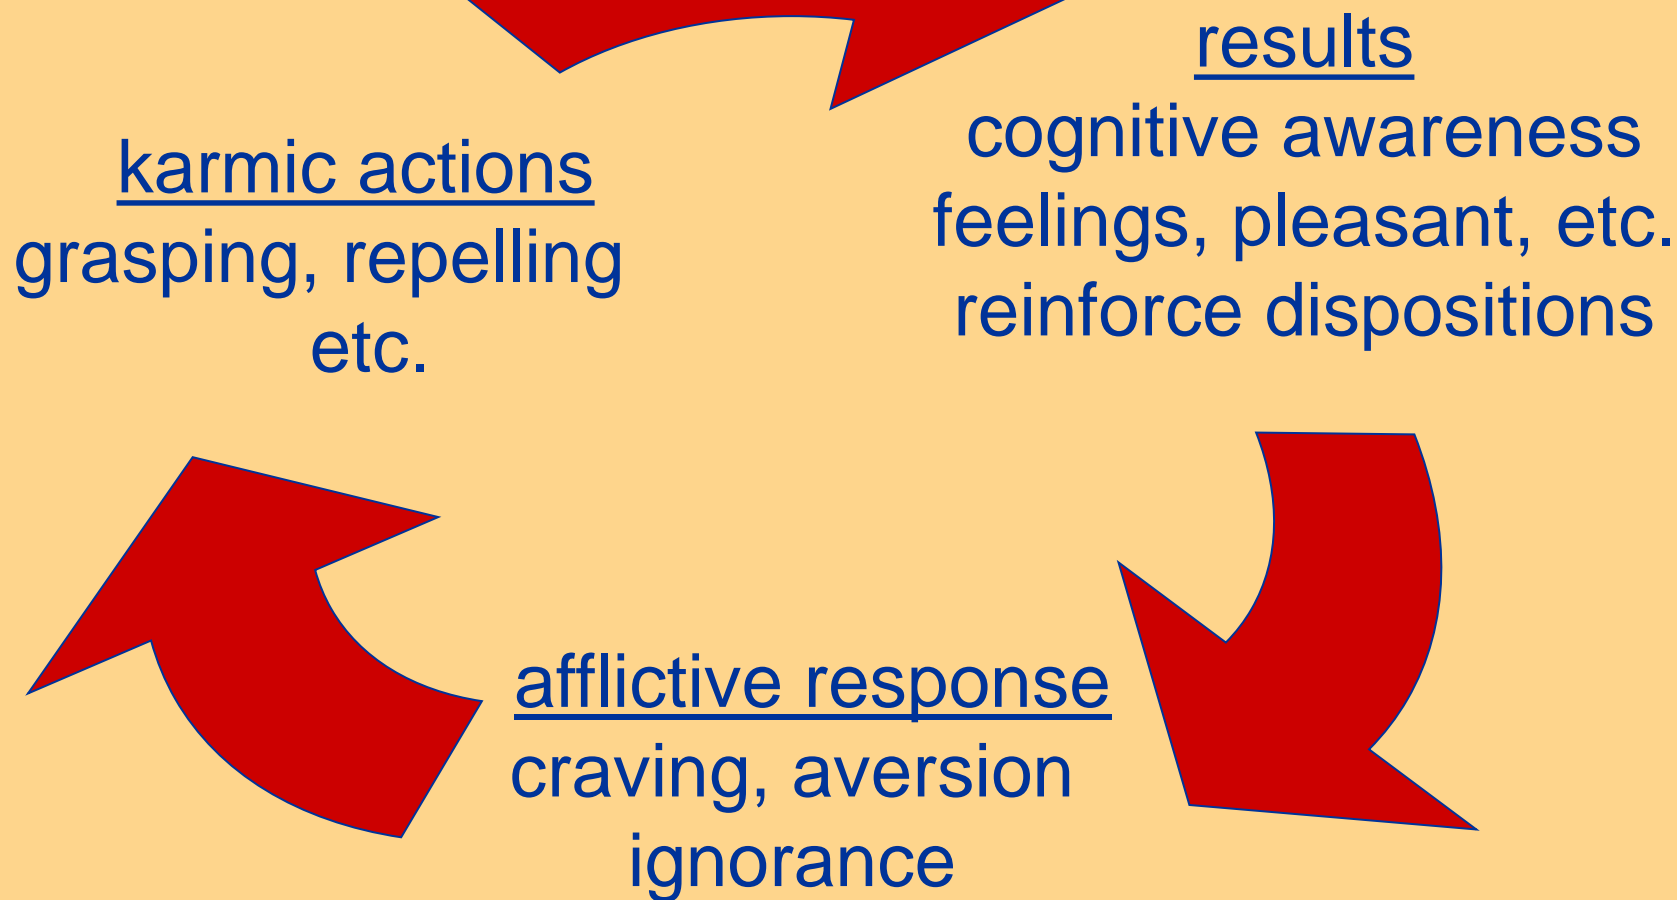 results
cognitive awareness
feelings, pleasant, etc.
reinforce dispositions
karmic actions
grasping, repelling
etc.
afflictive response
craving, aversion
ignorance